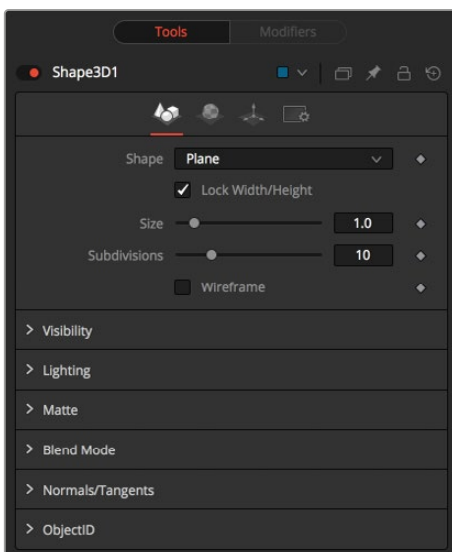 Tools Modifiers
Shape3D1
Shape Plane
Lock Width/Height
Size 1.0
Subdivisions 10
Wireframe
Visibility
Lighting
Matte
Blend Mode
Normals/Tangents
ObjectID